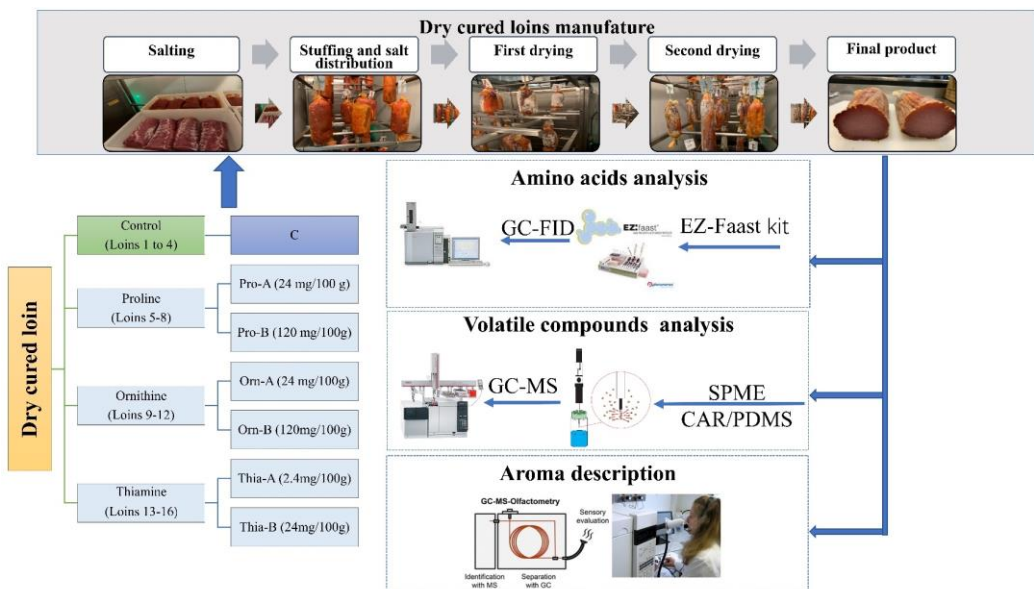 Dry cured loins manufature
Salting
Stuffing and salt
distribution
First drying
Second drying
Final product
Dry cured loin
Control
(Loins 1 to 4)
C
Proline
(Loins 5-8)
Pro-A (24 mg/100 g)
Pro-B (120 mg/100g)
Ornithine
(Loins 9-12)
Orn-A (24 mg/100g)
Orn-B (120mg/100g)
Thiamine
(Loins 13-16)
Thia-A (2.4mg/100g)
Thia-B (24mg/100g)
Amino acids analysis
GC-FID
EZ:faast
EZ-Faast kit
phenomenex
Volatile compounds analysis
GC-MS
SPME
CAR/PDMS
Aroma description
GC-MS-Olfactometry
Sensory
evaluation
Identification
with MS
Separation
with GC